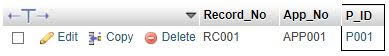 Record_No App_No P_ID
Edit Copy Delete RC001 APP001 P001